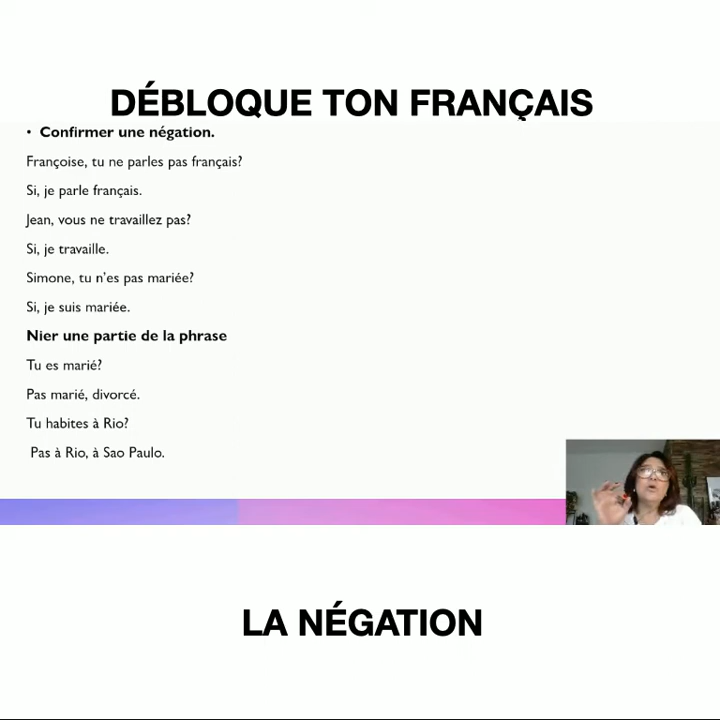 DÉBLOQUE TON FRANÇAIS
• Confirmer une négation.
Françoise, tu ne parles pas français?
Si, je parle français.
Jean, vous ne travaillez pas?
Si, je travaille.
Simone, tu n'es pas mariée?
Si, je suis mariée.
Nier une partie de la phrase
Tu es marié?
Pas marié, divorcé.
Tu habites à Rio?
Pas à Rio, à Sao Paulo.
LA NÉGATION